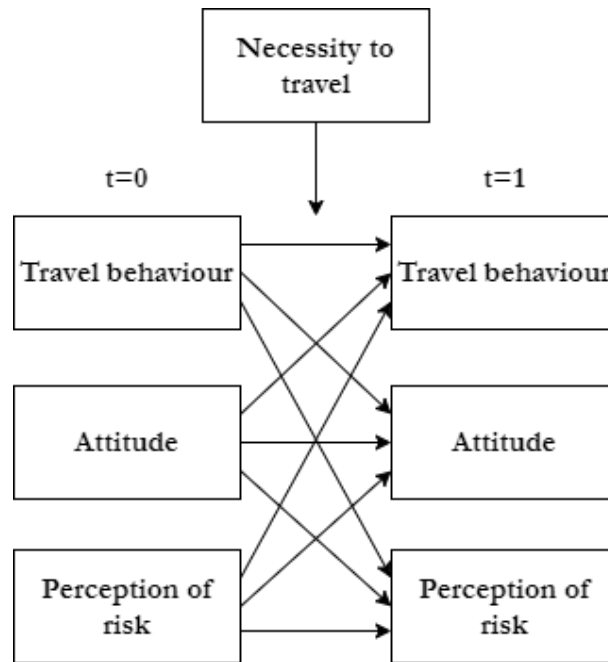 Necessity to
travel
t=0
t=1
Travel behaviour
Travel behaviour
Attitude
Attitude
Perception of
risk
Perception of
risk